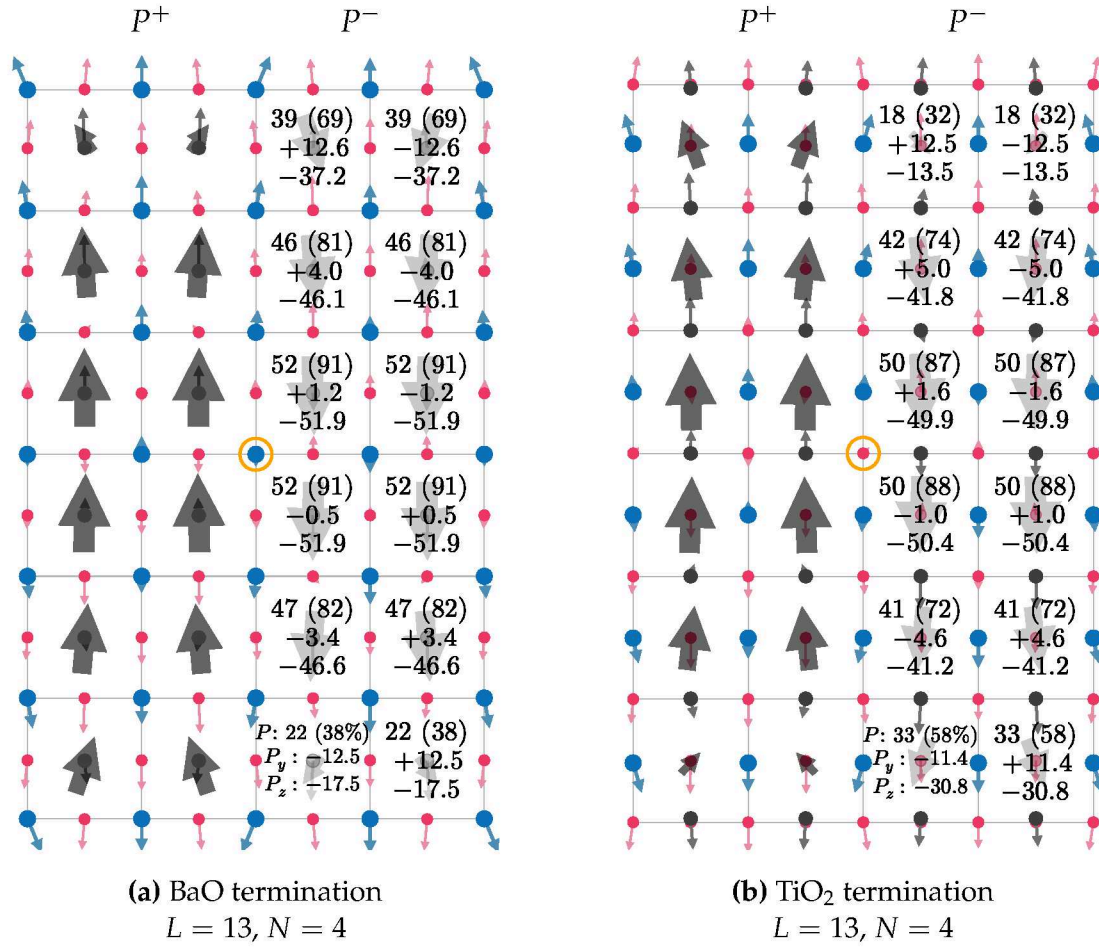 P⁺ P⁻
39 (69) 39 (69)
+12.6 −12.6
−37.2 −37.2
46 (81) 46 (81)
+4.0 −4.0
−46.1 −46.1
52 (91) 52 (91)
+1.2 −1.2
−51.9 −51.9
52 (91) 52 (91)
−0.5 +0.5
−51.9 −51.9
47 (82) 47 (82)
−3.4 +3.4
−46.6 −46.6
P: 22 (38%) 22 (38)
P_y: −12.5 +12.5
P_z: −17.5 −17.5
(a) BaO termination
L = 13, N = 4
P⁺ P⁻
18 (32) 18 (32)
+12.5 −12.5
−13.5 −13.5
42 (74) 42 (74)
+5.0 −5.0
−41.8 −41.8
50 (87) 50 (87)
+1.6 −1.6
−49.9 −49.9
50 (88) 50 (88)
−1.0 +1.0
−50.4 −50.4
41 (72) 41 (72)
−4.6 +4.6
−41.2 −41.2
P: 33 (58%) 33 (58)
P_y: −11.4 +11.4
P_z: −30.8 −30.8
(b) TiO₂ termination
L = 13, N = 4